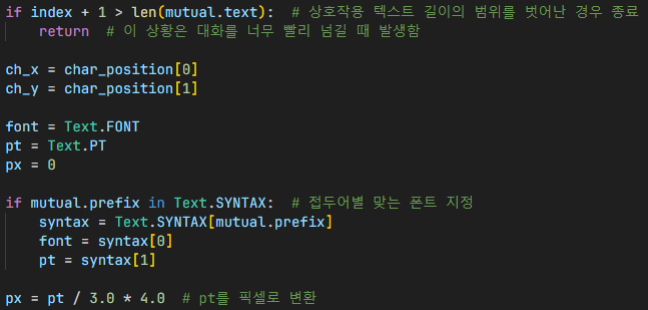 if index + 1 > len(mutual.text):  # 상호작용 텍스트 길이의 범위를 벗어난 경우 종료
    return  # 이 상황은 대화를 너무 빨리 넘길 때 발생함
ch_x = char_position[0]
ch_y = char_position[1]
font = Text.FONT
pt = Text.PT
px = 0
if mutual.prefix in Text.SYNTAX:  # 접두어별 맞는 폰트 지정
    syntax = Text.SYNTAX[mutual.prefix]
    font = syntax[0]
    pt = syntax[1]
px = pt / 3.0 * 4.0  # pt를 픽셀로 변환